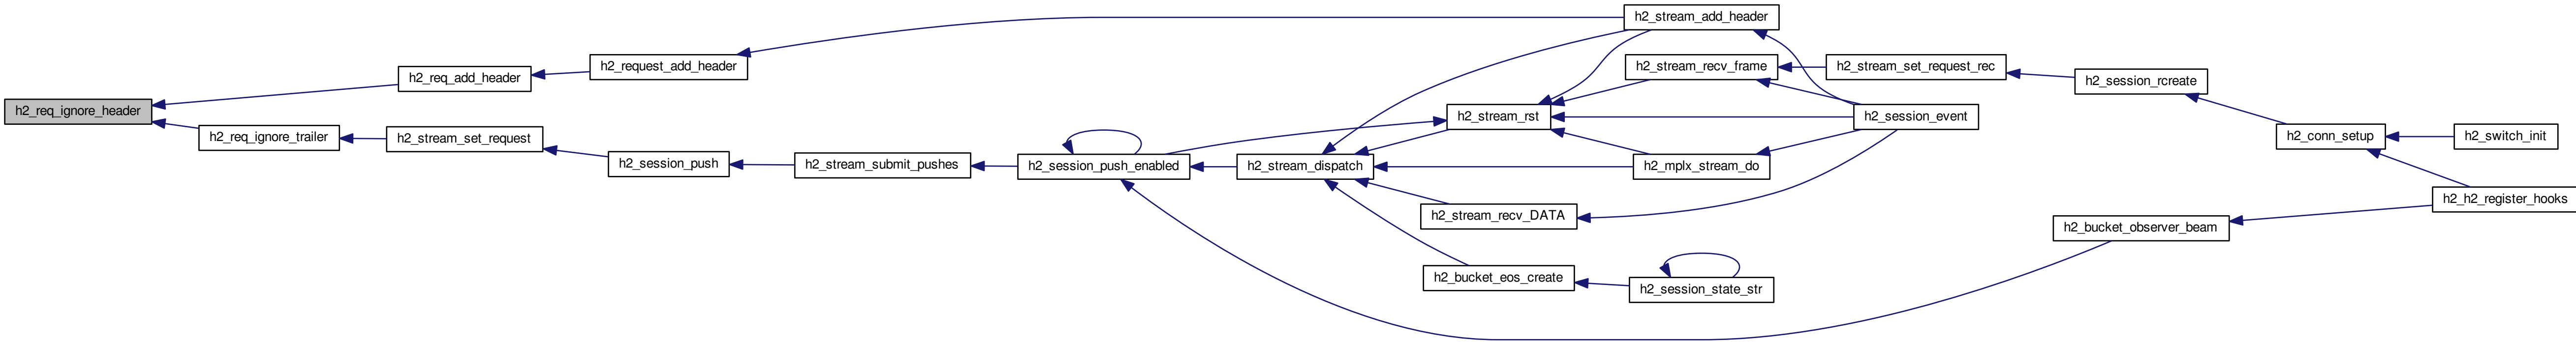 h2_req_ignore_header
h2_req_add_header
h2_req_ignore_trailer
h2_request_add_header
h2_stream_set_request
h2_session_push
h2_stream_submit_pushes
h2_session_push_enabled
h2_stream_dispatch
h2_stream_rst
h2_stream_recv_DATA
h2_bucket_eos_create
h2_stream_add_header
h2_stream_recv_frame
h2_mplx_stream_do
h2_session_state_str
h2_stream_set_request_rec
h2_session_event
h2_session_rcreate
h2_bucket_observer_beam
h2_conn_setup
h2_switch_init
h2_h2_register_hooks